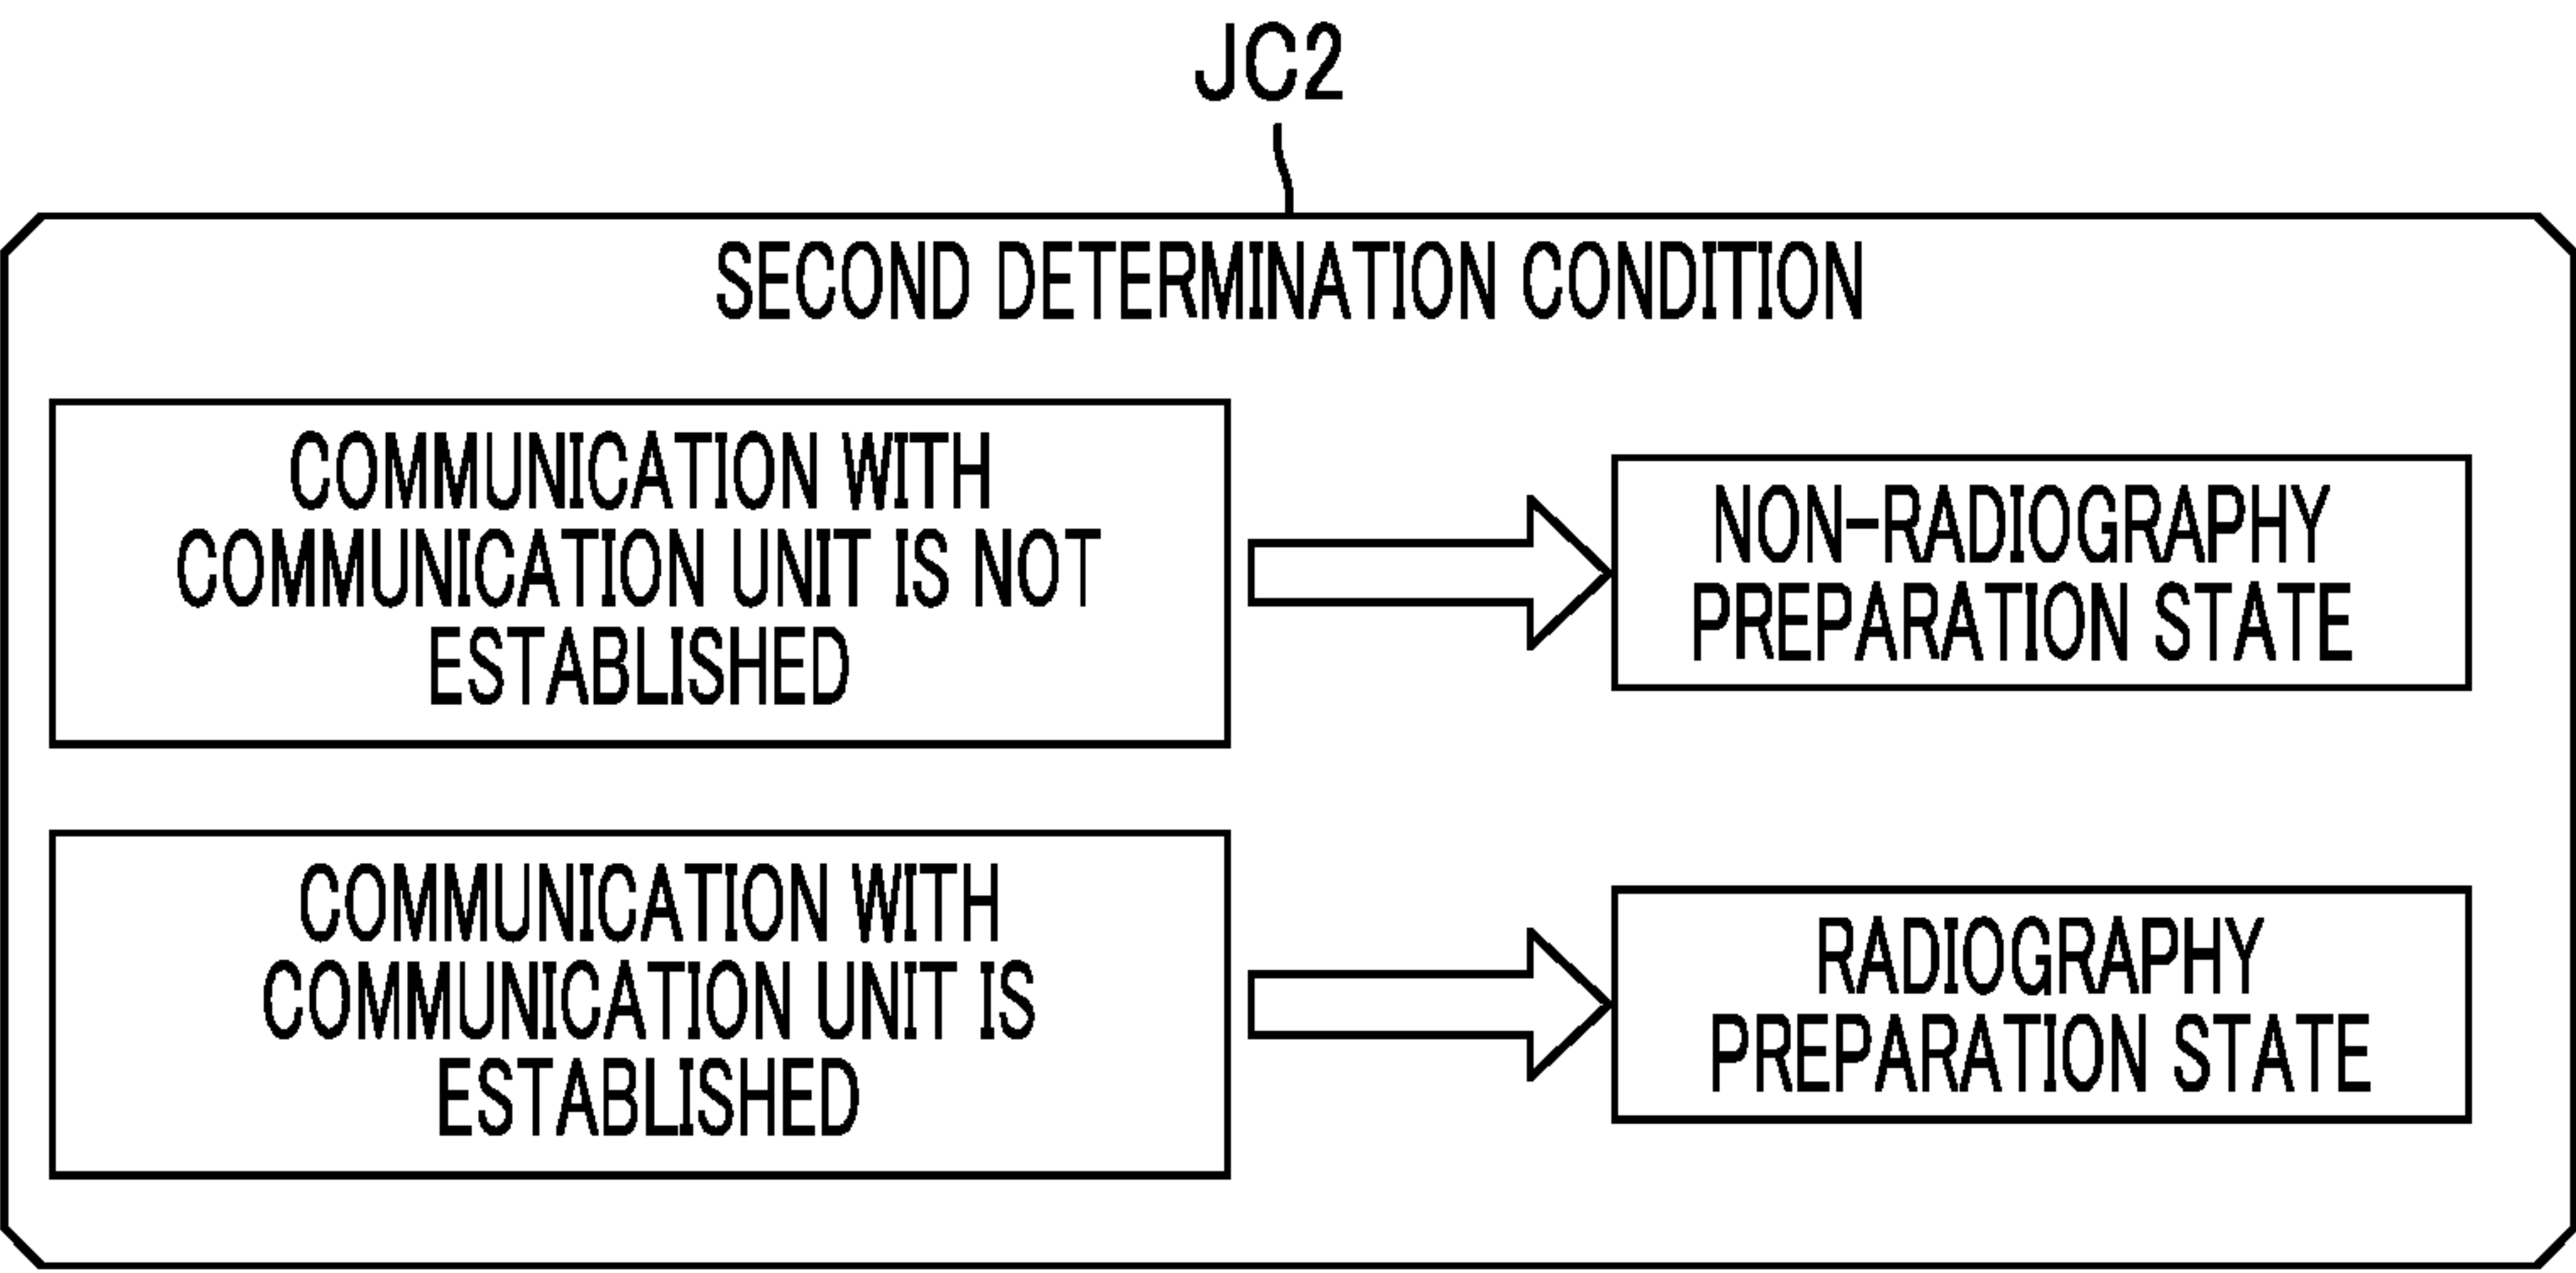 JC2
SECOND DETERMINATION CONDITION
COMMUNICATION WITH
COMMUNICATION UNIT IS NOT
ESTABLISHED
NON-RADIOGRAPHY
PREPARATION STATE
COMMUNICATION WITH
COMMUNICATION UNIT IS
ESTABLISHED
RADIOGRAPHY
PREPARATION STATE